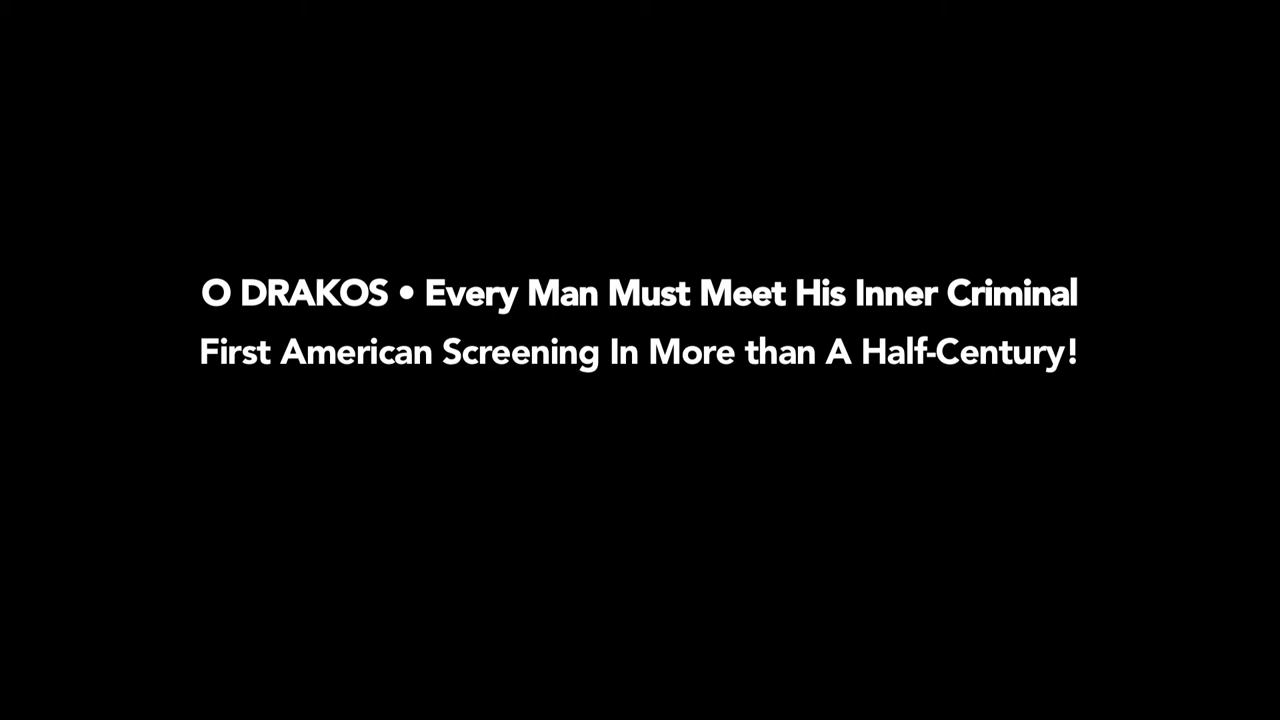 O DRAKOS • Every Man Must Meet His Inner Criminal
First American Screening In More than A Half-Century!